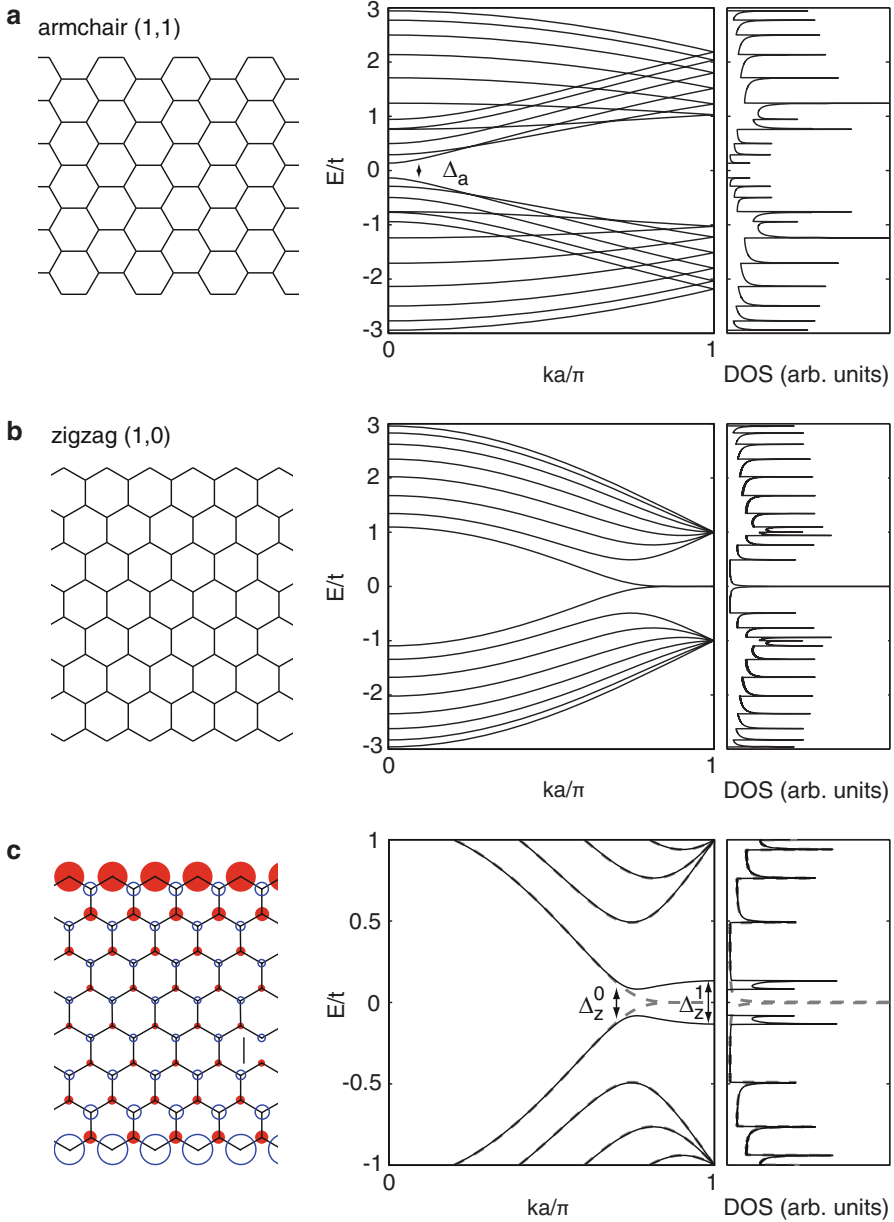 a
armchair (1,1)
E/t
3
2
1
0
-1
-2
-3
Δa
0
1
ka/π
DOS (arb. units)
b
zigzag (1,0)
E/t
3
2
1
0
-1
-2
-3
0
1
ka/π
DOS (arb. units)
c
E/t
1
0.5
0
-0.5
-1
Δz0
Δz1
0
1
ka/π
DOS (arb. units)